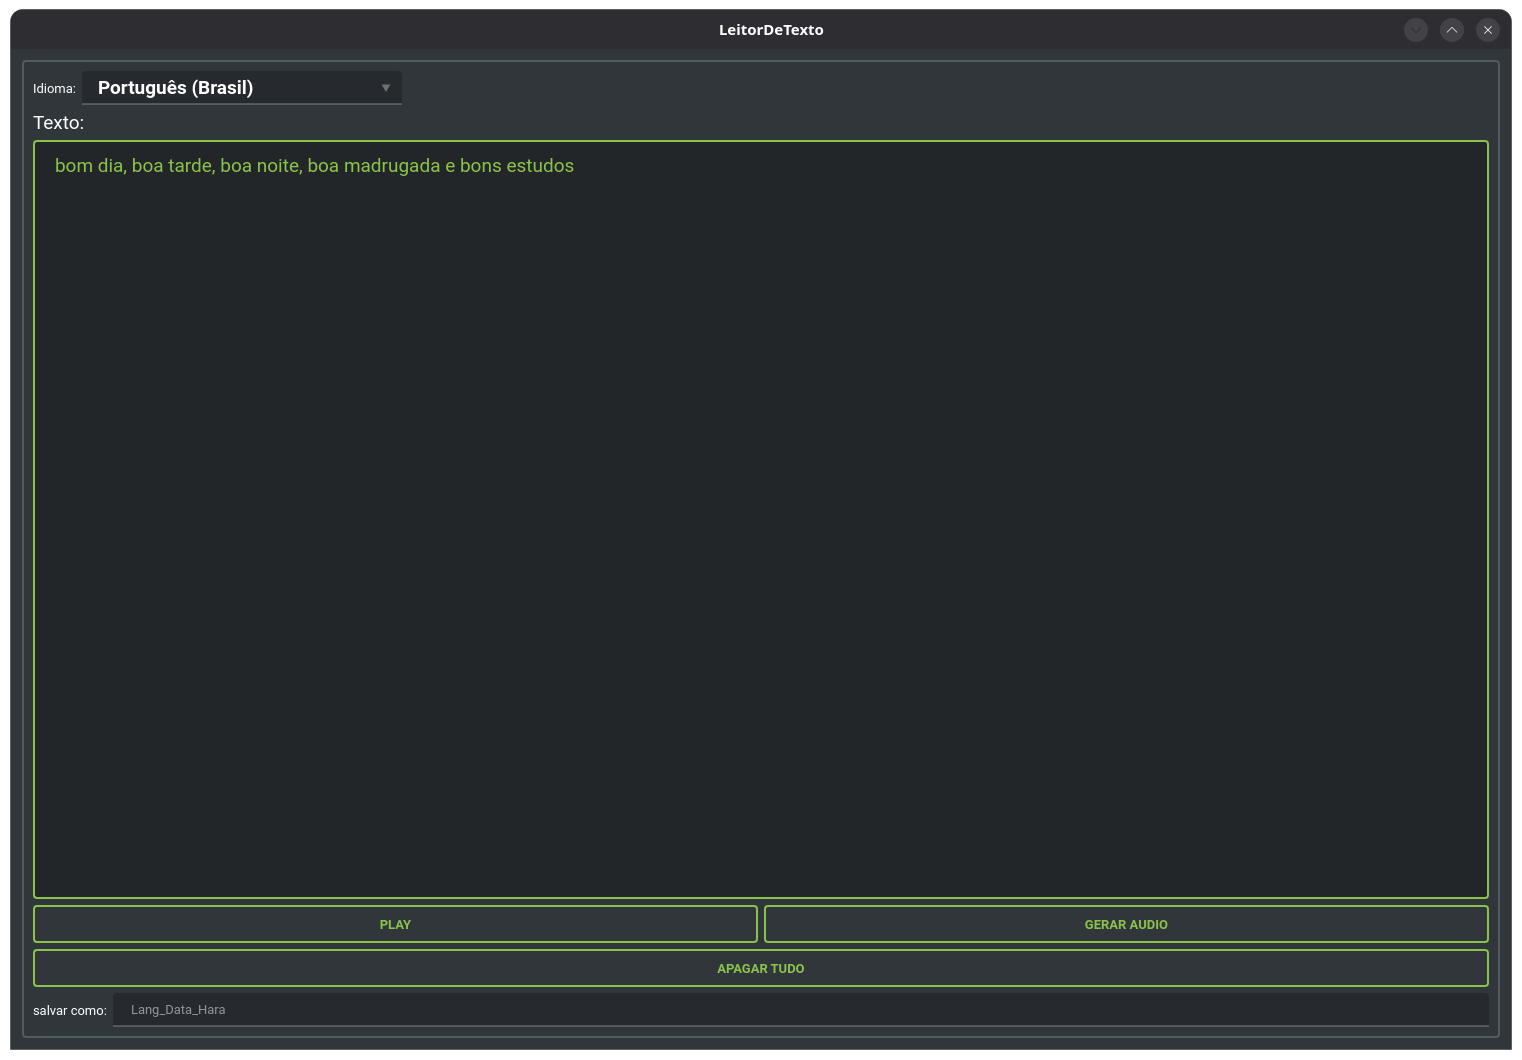 LeitorDeTexto
Idioma: Português (Brasil)
Texto:
bom dia, boa tarde, boa noite, boa madrugada e bons estudos
PLAY GERAR AUDIO
APAGAR TUDO
salvar como: Lang_Data_Hara